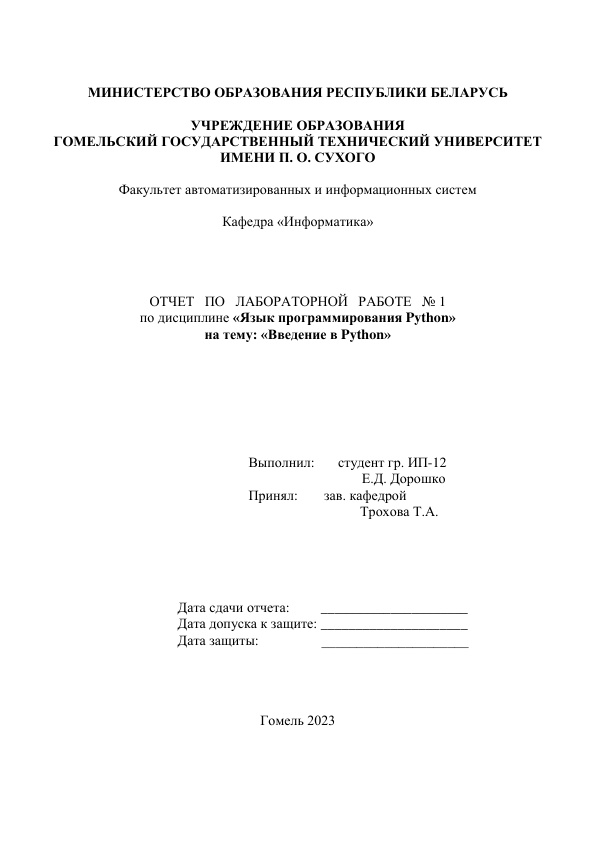 МИНИСТЕРСТВО ОБРАЗОВАНИЯ РЕСПУБЛИКИ БЕЛАРУСЬ
УЧРЕЖДЕНИЕ ОБРАЗОВАНИЯ
ГОМЕЛЬСКИЙ ГОСУДАРСТВЕННЫЙ ТЕХНИЧЕСКИЙ УНИВЕРСИТЕТ
ИМЕНИ П. О. СУХОГО
Факультет автоматизированных и информационных систем
Кафедра «Информатика»
ОТЧЕТ ПО ЛАБОРАТОРНОЙ РАБОТЕ № 1
по дисциплине «Язык программирования Python»
на тему: «Введение в Python»
Выполнил: студент гр. ИП-12
Е.Д. Дорошко
Принял: зав. кафедрой
Трохова Т.А.
Дата сдачи отчета: _____________________
Дата допуска к защите: _____________________
Дата защиты: _____________________
Гомель 2023